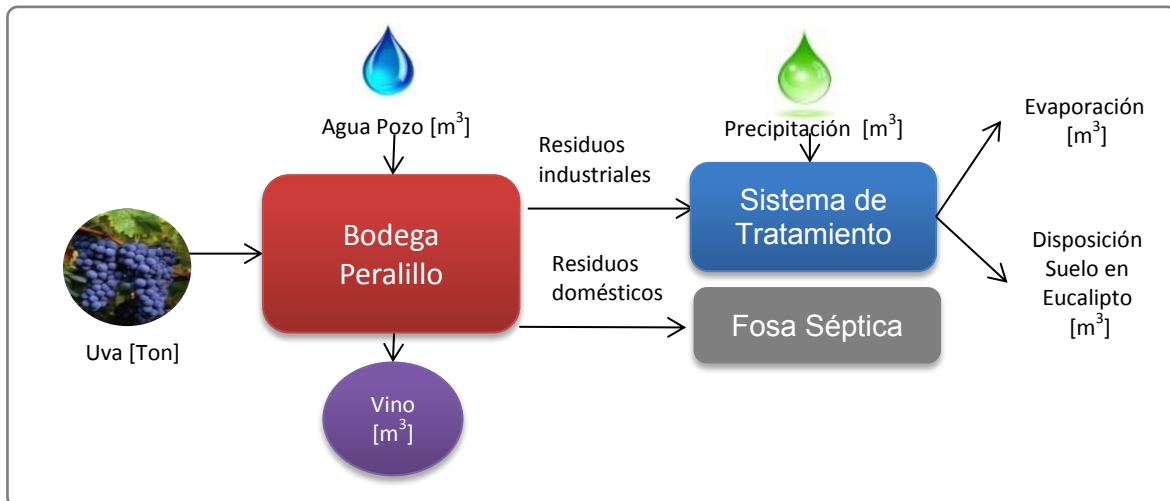 Agua Pozo [m³]
Precipitación [m³]
Evaporación
[m³]
Residuos
industriales
Bodega
Peralillo
Sistema de
Tratamiento
Residuos
domésticos
Disposición
Suelo en
Eucalipto
[m³]
Fosa Séptica
Uva [Ton]
Vino
[m³]